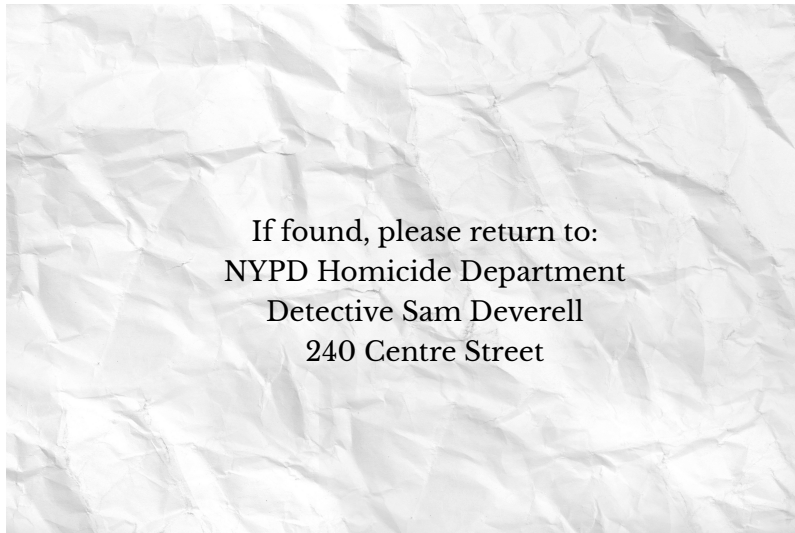 If found, please return to:
NYPD Homicide Department
Detective Sam Deverell
240 Centre Street